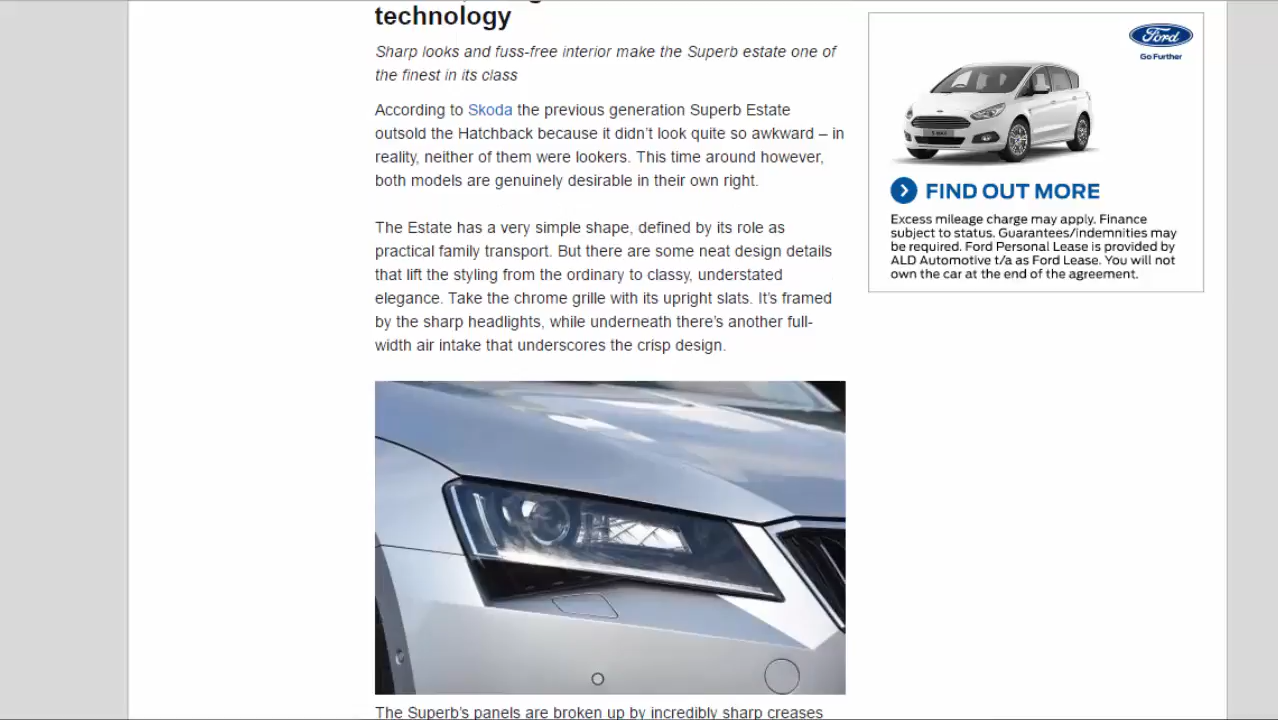 technology
Sharp looks and fuss-free interior make the Superb estate one of
the finest in its class
According to Skoda the previous generation Superb Estate
outsold the Hatchback because it didn’t look quite so awkward – in
reality, neither of them were lookers. This time around however,
both models are genuinely desirable in their own right.
The Estate has a very simple shape, defined by its role as
practical family transport. But there are some neat design details
that lift the styling from the ordinary to classy, understated
elegance. Take the chrome grille with its upright slats. It’s framed
by the sharp headlights, while underneath there’s another full-
width air intake that underscores the crisp design.
The Superb’s panels are broken up by incredibly sharp creases
Ford
Go Further
S-MAX
FIND OUT MORE
Excess mileage charge may apply. Finance
subject to status. Guarantees/Indemnities may
be required. Ford Personal Lease is provided by
ALD Automotive t/a as Ford Lease. You will not
own the car at the end of the agreement.